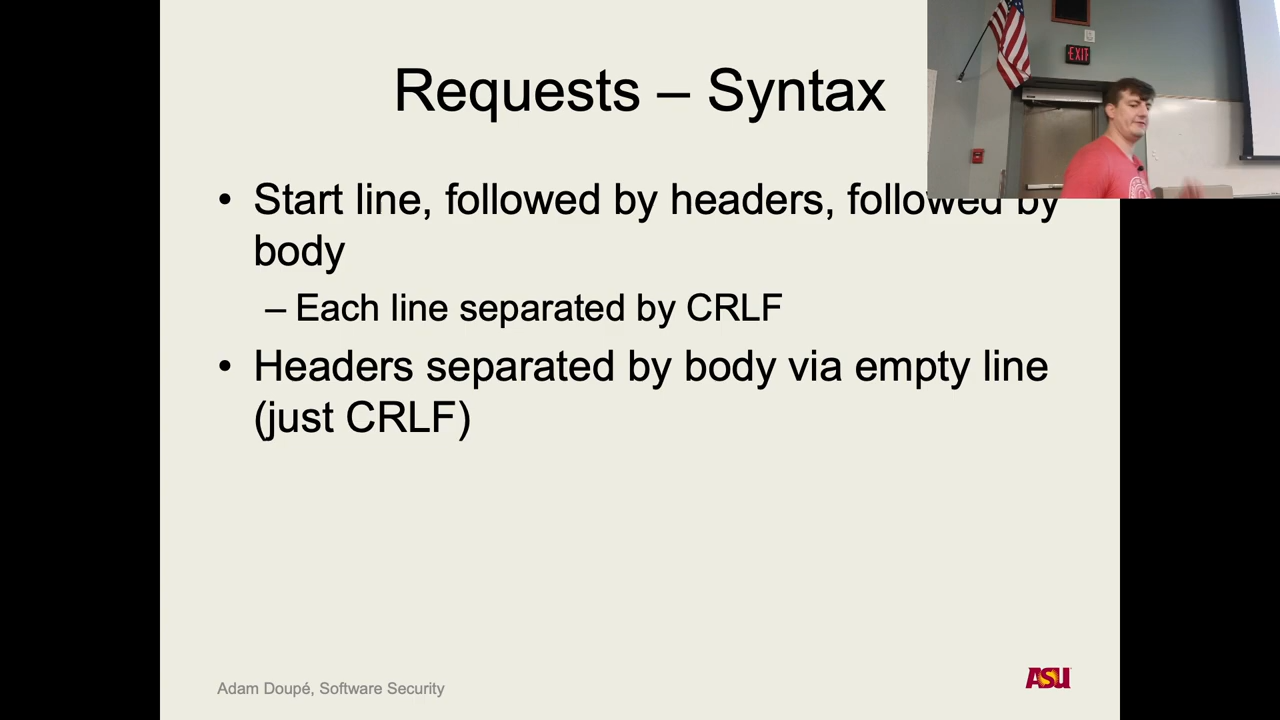 Requests – Syntax
EXIT
• Start line, followed by headers, followed by
body
– Each line separated by CRLF
• Headers separated by body via empty line
(just CRLF)
Adam Doupé, Software Security
ASU